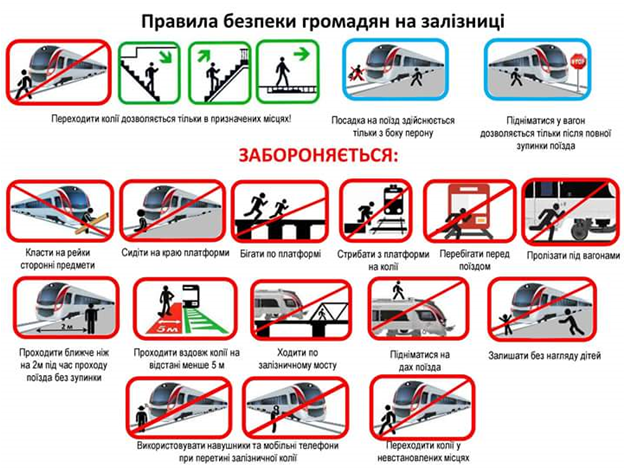 Правила безпеки громадян на залізниці
STOP
Переходити колії дозволяється тільки в призначених місцях!
Посадка на поїзд здійснюється
тільки з боку перону
Підніматися у вагон
дозволяється тільки після повної
зупинки поїзда
ЗАБОРОНЯЄТЬСЯ:
Класти на рейки
сторонні предмети
Сидіти на краю платформи
Бігати по платформі
Стрибати з платформи
на колії
Перебігати перед
поїздом
Пролізати під вагонами
2 м
5 м
Проходити ближче ніж
на 2м під час проходу
поїзда без зупинки
Проходити вздовж колії на
відстані менше 5 м
Ходити по
залізничному мосту
Підніматися на
дах поїзда
Залишати без нагляду дітей
Використовувати навушники та мобільні телефони
при перетині залізничної колії
Переходити колії у
невстановлених місцях